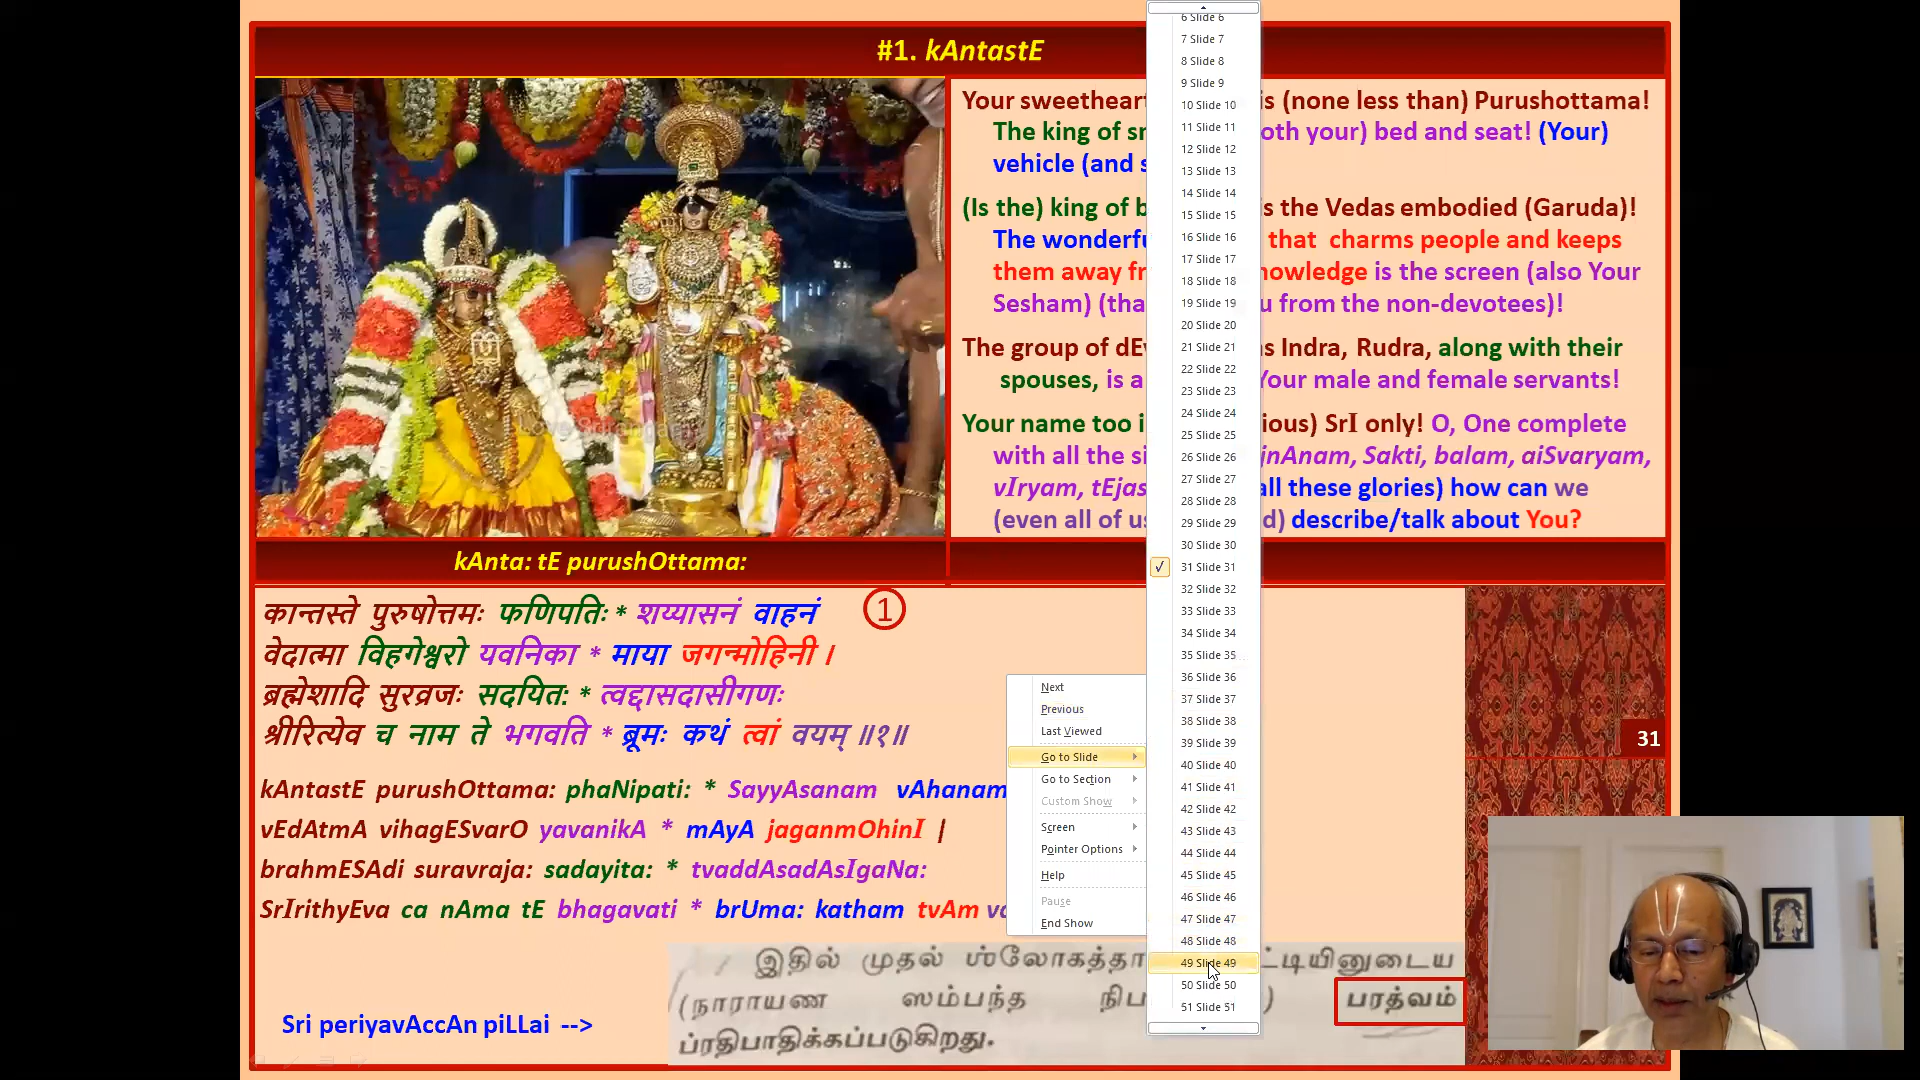 #1. kAntastE
Your sweetheart is (none less than) Purushottama!
The king of sn oth your) bed and seat! (Your)
vehicle (and s
(Is the) king of b s the Vedas embodied (Garuda)!
The wonderfu that charms people and keeps
them away fr nowledge is the screen (also Your
Sesham) (tha u from the non-devotees)!
The group of dEv s Indra, Rudra, along with their
spouses, is a Your male and female servants!
Your name too i ious) SrI only! O, One complete
with all the si jnAnam, Sakti, balam, aiSvaryam,
vIryam, tEjas all these glories) how can we
(even all of us d) describe/talk about You?
kAnta: tE purushOttama:
कान्तस्ते पुरुषोत्तमः फणिपतिः * शय्यासनं वाहनं
1
वेदात्मा विहगेश्वरो यवनिका * माया जगन्मोहिनी ।
ब्रह्मेशादि सुरव्रजः सदयितः * त्वद्दासदासीगणः
श्रीरित्येव च नाम ते भगवति * ब्रूमः कथं त्वां वयम् ॥१॥
kAntastE purushOttama: phaNipati: * SayyAsanam vAhanam
vEdAtmA vihagESvarO yavanikA * mAyA jaganmOhinI |
brahmESAdi suravraja: sadayita: * tvaddAsadAsIgaNa:
SrIrithyEva ca nAma tE bhagavati * brUma: katham tvAm va
31
இதில் முதல் ஶ்லோகத்தா ட்டியினுடைய
(நாராயண ஸம்பந்த நிப ) பரத்வம்
ப்ரதிபாதிக்கப்படுகிறது.
Sri periyavAccAn piLLai -->
Next
Previous
Last Viewed
Go to Slide
Go to Section
Custom Show
Screen
Pointer Options
Help
Pause
End Show
6 Slide 6
7 Slide 7
8 Slide 8
9 Slide 9
10 Slide 10
11 Slide 11
12 Slide 12
13 Slide 13
14 Slide 14
15 Slide 15
16 Slide 16
17 Slide 17
18 Slide 18
19 Slide 19
20 Slide 20
21 Slide 21
22 Slide 22
23 Slide 23
24 Slide 24
25 Slide 25
26 Slide 26
27 Slide 27
28 Slide 28
29 Slide 29
30 Slide 30
31 Slide 31
32 Slide 32
33 Slide 33
34 Slide 34
35 Slide 35
36 Slide 36
37 Slide 37
38 Slide 38
39 Slide 39
40 Slide 40
41 Slide 41
42 Slide 42
43 Slide 43
44 Slide 44
45 Slide 45
46 Slide 46
47 Slide 47
48 Slide 48
49 Slide 49
50 Slide 50
51 Slide 51